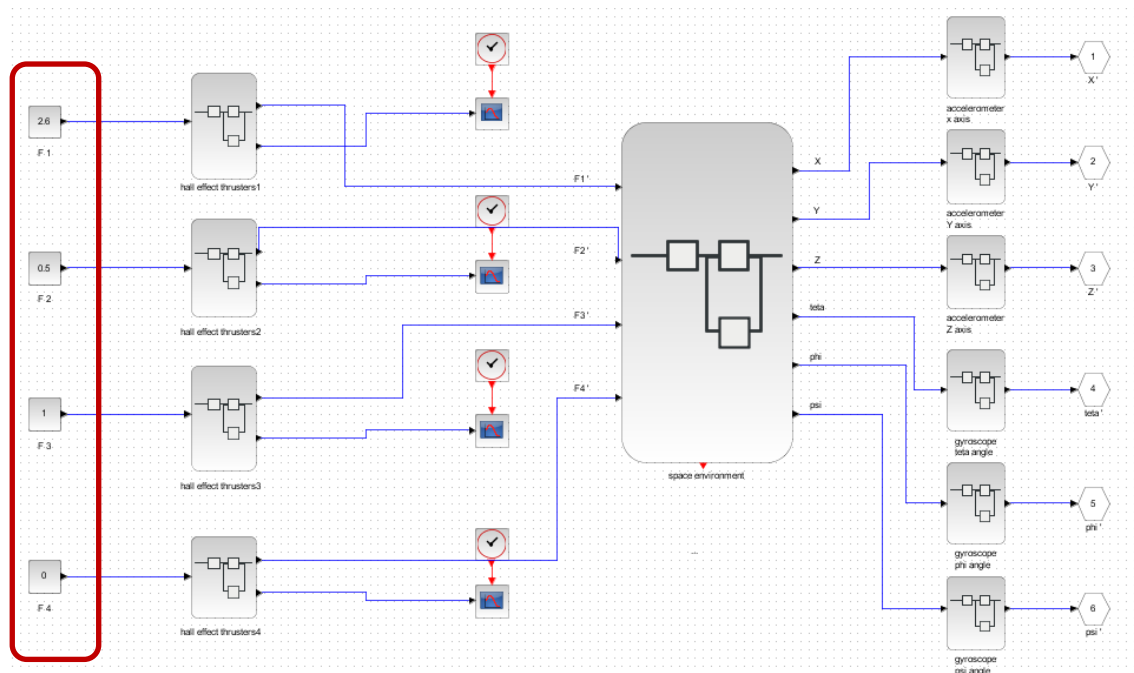 2.6
F 1
hall effect thrusters1
0.5
F 2
hall effect thrusters2
1
F 3
hall effect thrusters3
0
F 4
hall effect thrusters4
F1 '
F2 '
F3 '
F4 '
space environment
X
Y
Z
teta
phi
psi
accelerometer
x axis
1
X '
accelerometer
Y axis
2
Y '
accelerometer
Z axis
3
Z '
gyroscope
teta angle
4
teta '
gyroscope
phi angle
5
phi '
gyroscope
psi angle
6
psi '